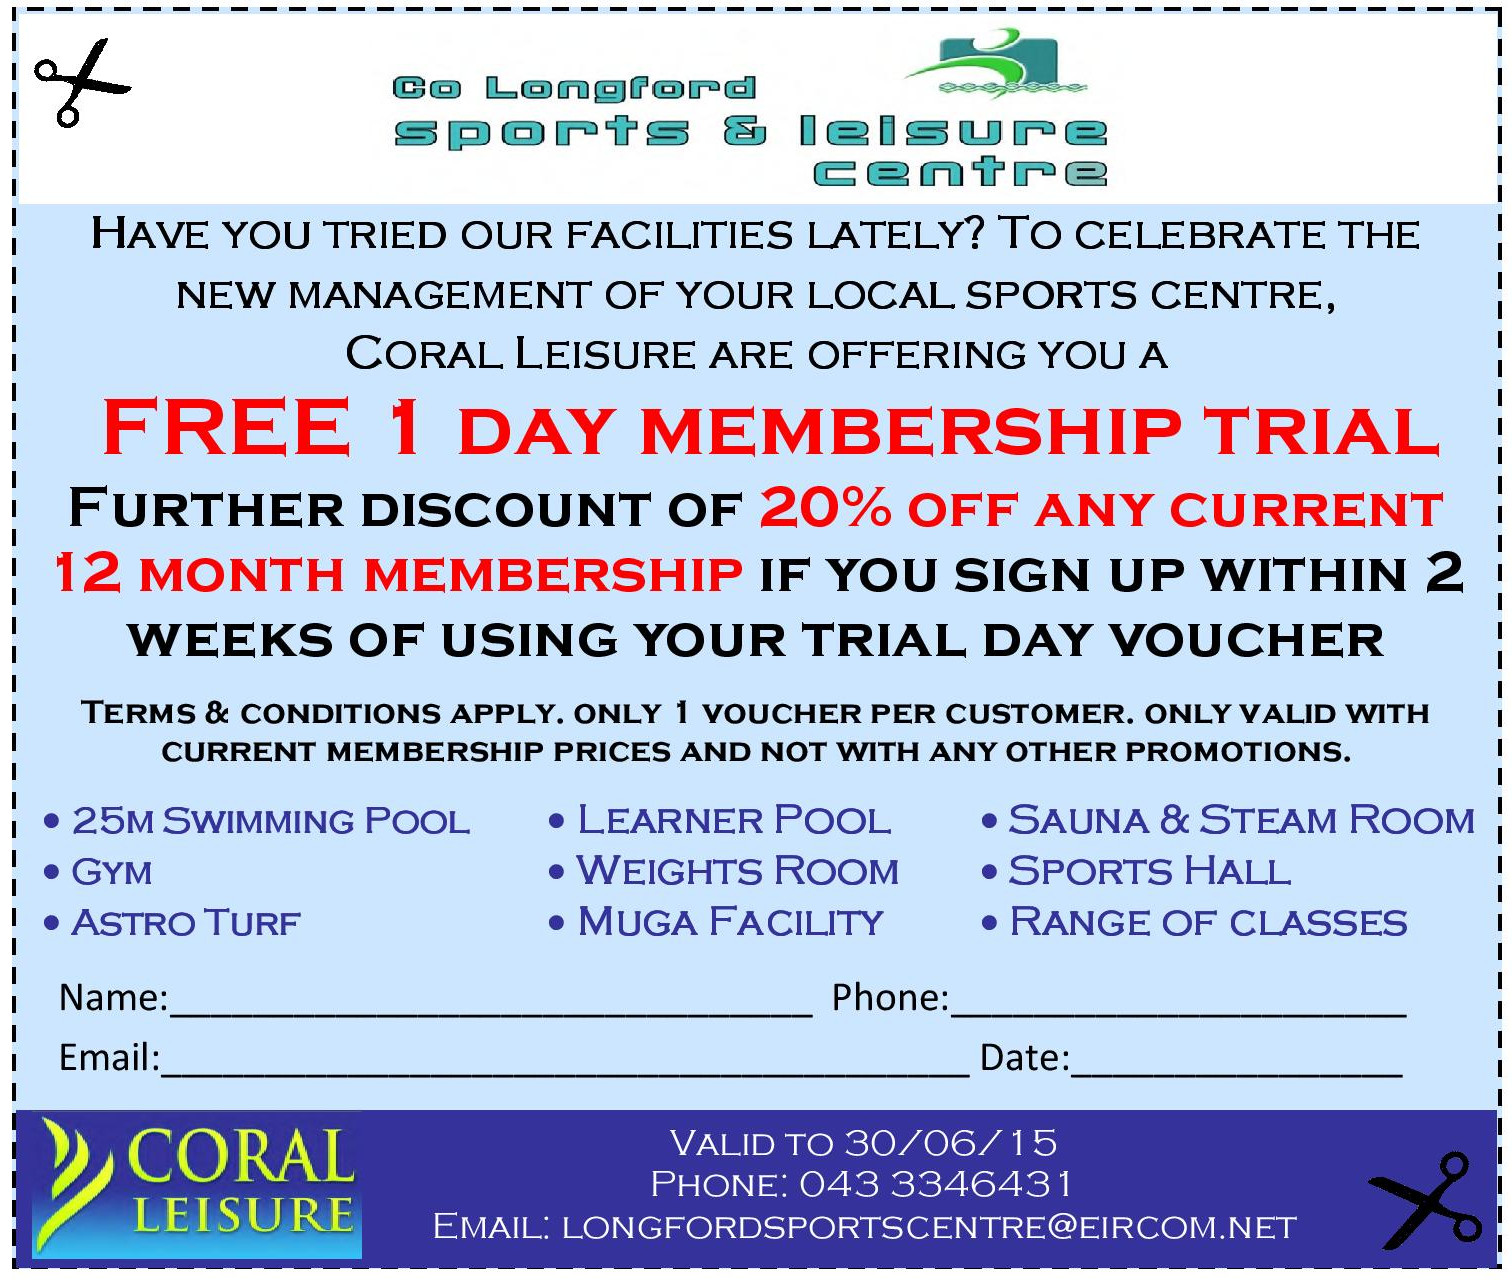 Co Longford
sports & leisure
centre
Have you tried our facilities lately? To celebrate the
new management of your local sports centre,
Coral Leisure are offering you a
FREE 1 day membership trial
Further discount of 20% off any current
12 month membership if you sign up within 2
weeks of using your trial day voucher
Terms & conditions apply. only 1 voucher per customer. only valid with
current membership prices and not with any other promotions.
• 25m Swimming Pool • Learner Pool • Sauna & Steam Room
• Gym • Weights Room • Sports Hall
• Astro Turf • Muga Facility • Range of classes
Name:_______________________________ Phone:______________________
Email:_______________________________________ Date:________________
CORAL
LEISURE
Valid to 30/06/15
Phone: 043 3346431
Email: longfordsportscentre@eircom.net